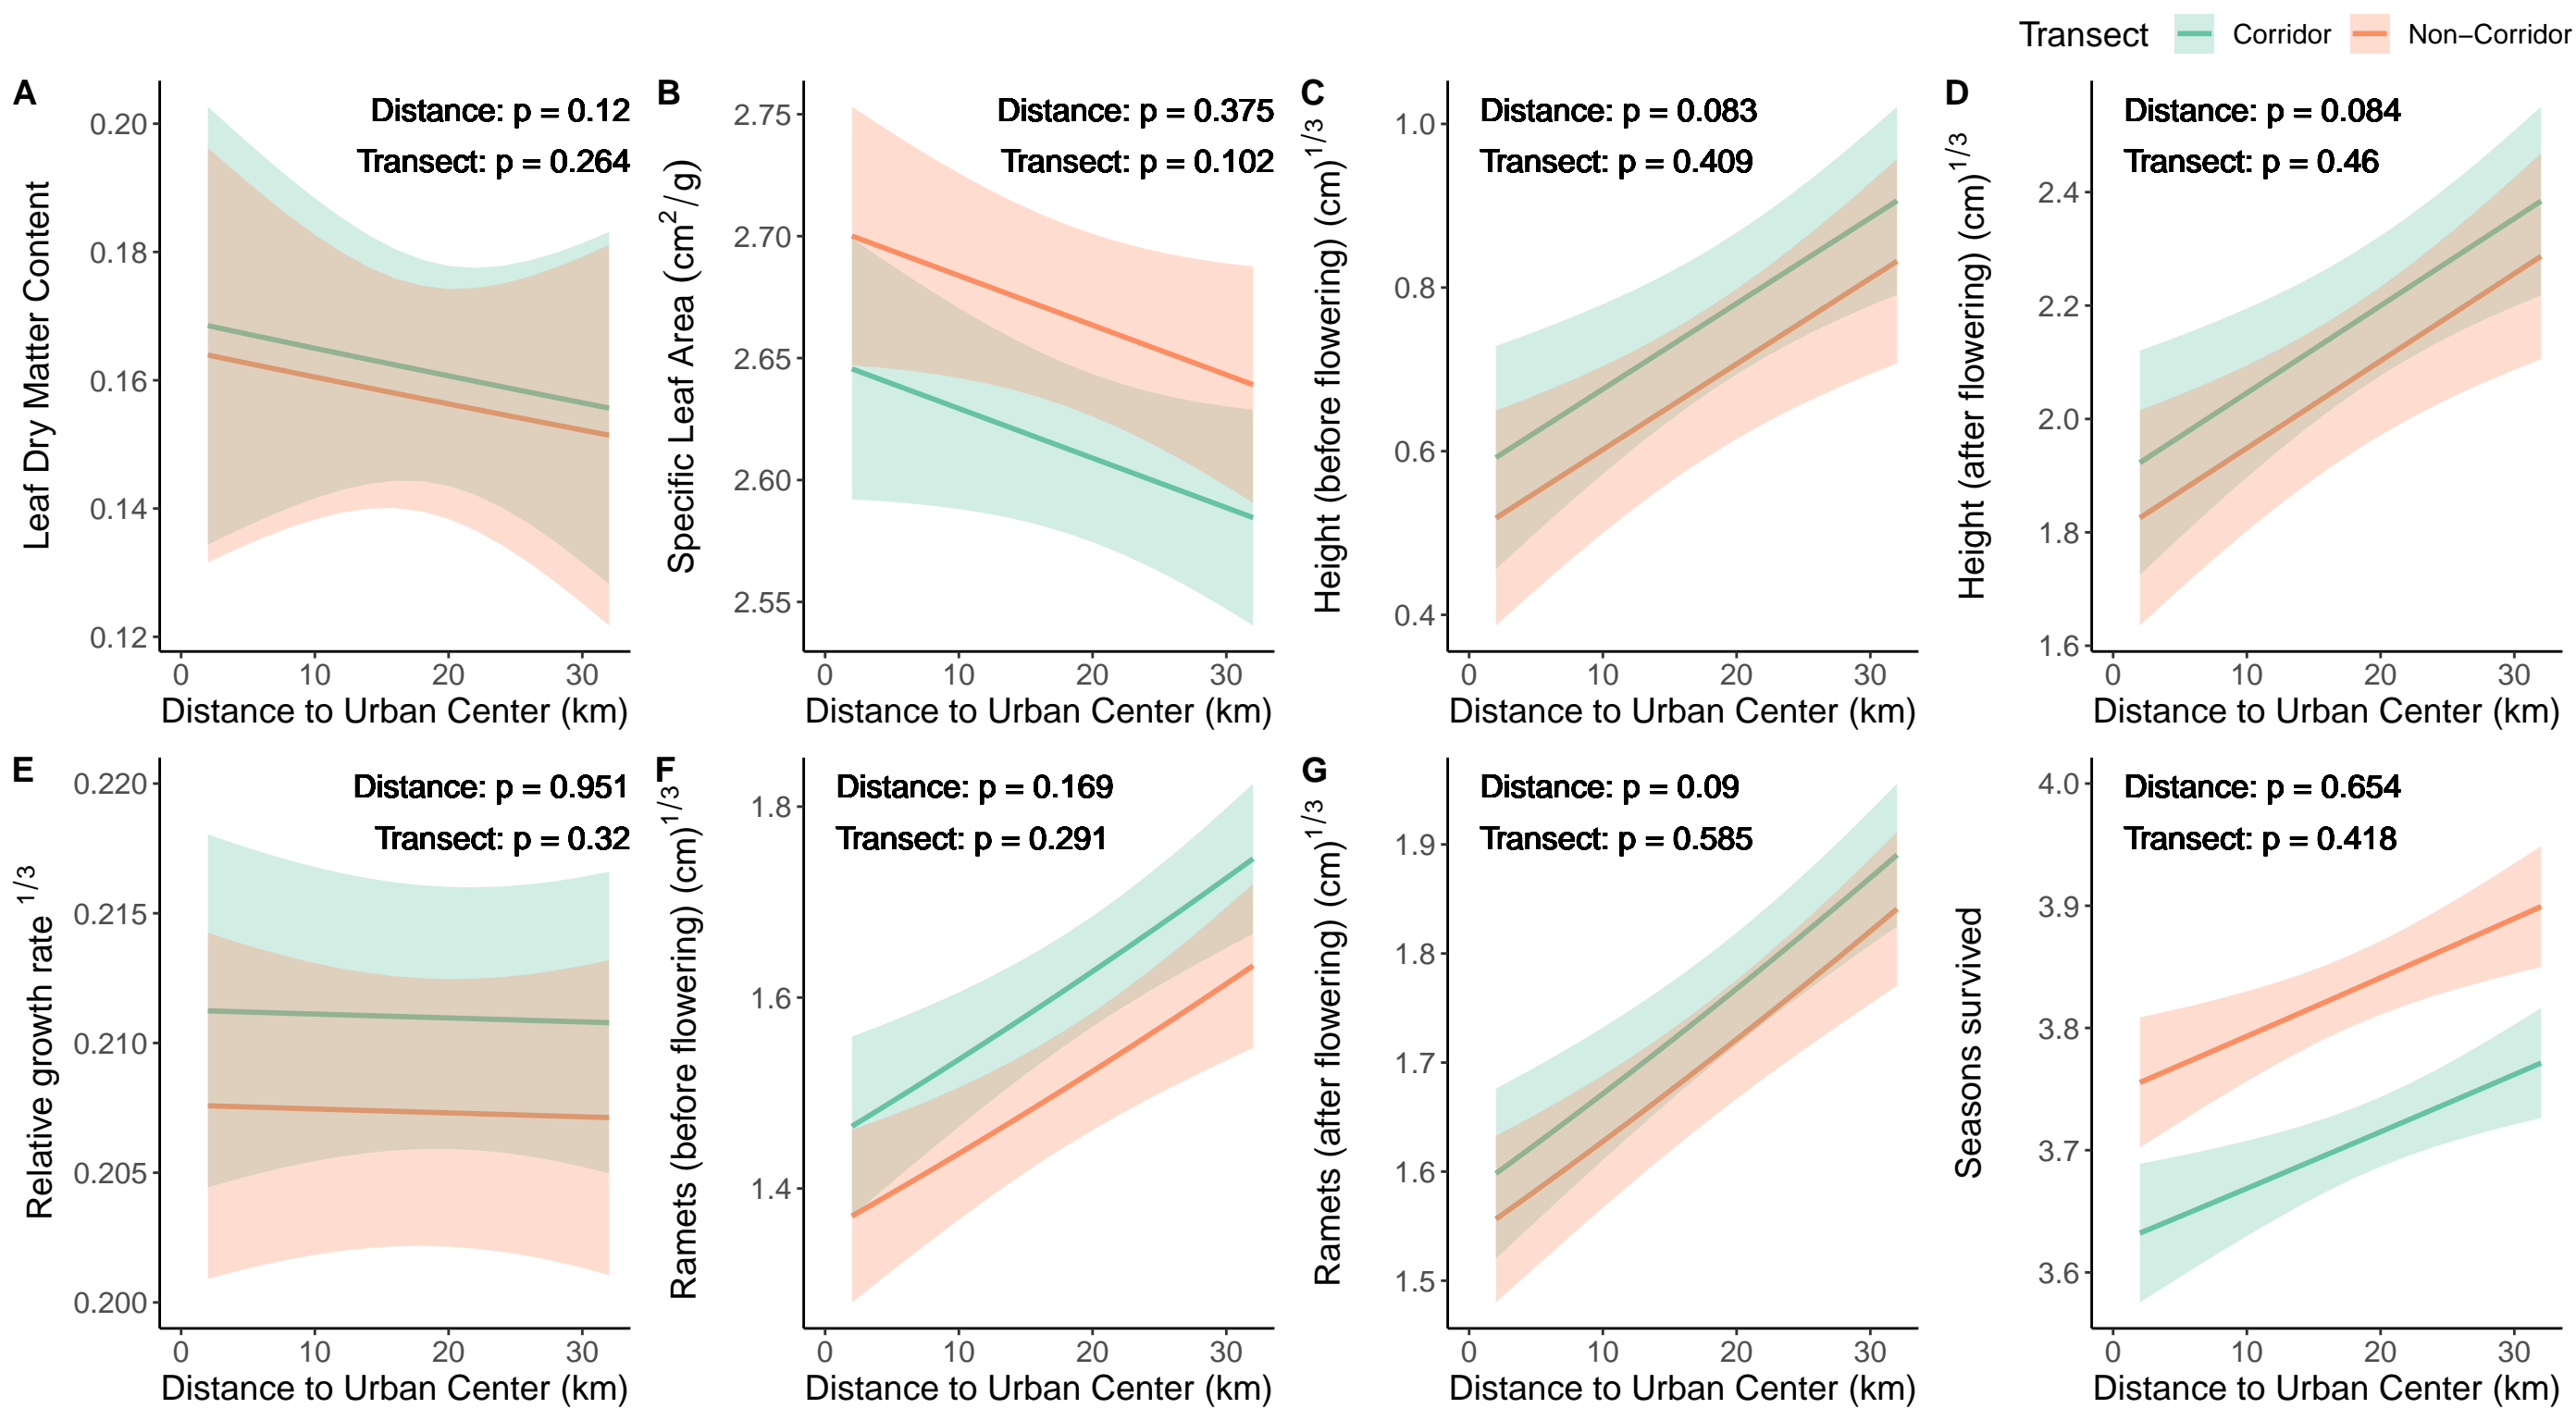 Transect Corridor Non−Corridor
A
Distance: p = 0.12
Transect: p = 0.264
Leaf Dry Matter Content
0.20
0.18
0.16
0.14
0.12
0 10 20 30
Distance to Urban Center (km)
B
Distance: p = 0.375
Transect: p = 0.102
Specific Leaf Area (cm²/g)
2.75
2.70
2.65
2.60
2.55
0 10 20 30
Distance to Urban Center (km)
C
Distance: p = 0.083
Transect: p = 0.409
Height (before flowering) (cm)^1/3
1.0
0.8
0.6
0.4
0 10 20 30
Distance to Urban Center (km)
D
Distance: p = 0.084
Transect: p = 0.46
Height (after flowering) (cm)^1/3
2.4
2.2
2.0
1.8
1.6
0 10 20 30
Distance to Urban Center (km)
E
Distance: p = 0.951
Transect: p = 0.32
Relative growth rate^1/3
0.220
0.215
0.210
0.205
0.200
0 10 20 30
Distance to Urban Center (km)
F
Distance: p = 0.169
Transect: p = 0.291
Ramets (before flowering) (cm)^1/3
1.8
1.6
1.4
0 10 20 30
Distance to Urban Center (km)
G
Distance: p = 0.09
Transect: p = 0.585
Ramets (after flowering) (cm)^1/3
1.9
1.8
1.7
1.6
1.5
0 10 20 30
Distance to Urban Center (km)
Distance: p = 0.654
Transect: p = 0.418
Seasons survived
4.0
3.9
3.8
3.7
3.6
0 10 20 30
Distance to Urban Center (km)